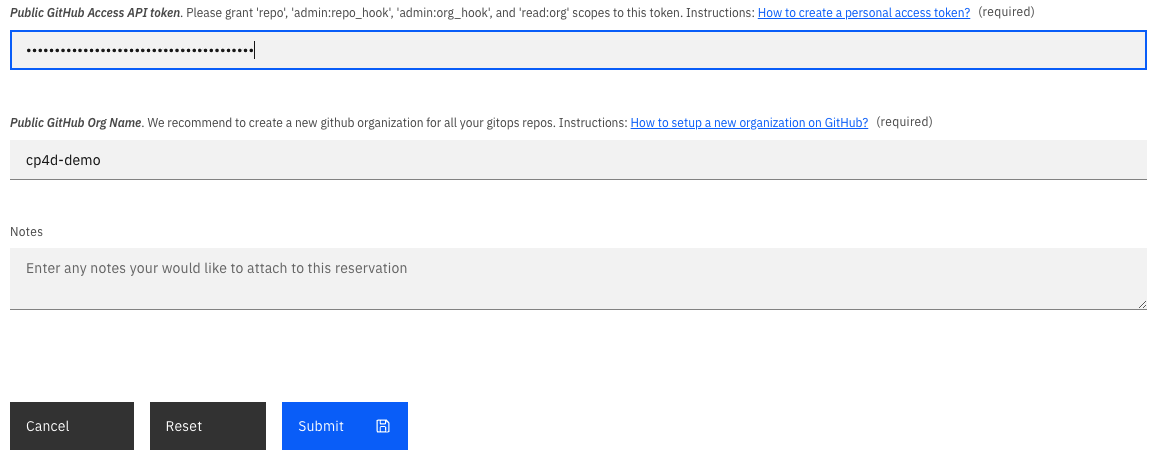 Public GitHub Access API token. Please grant 'repo', 'admin:repo_hook', 'admin:org_hook', and 'read:org' scopes to this token. Instructions: How to create a personal access token? (required)
••••••••••••••••••••••••••••••••••••••••
Public GitHub Org Name. We recommend to create a new github organization for all your gitops repos. Instructions: How to setup a new organization on GitHub? (required)
cp4d-demo
Notes
Enter any notes your would like to attach to this reservation
Cancel Reset Submit